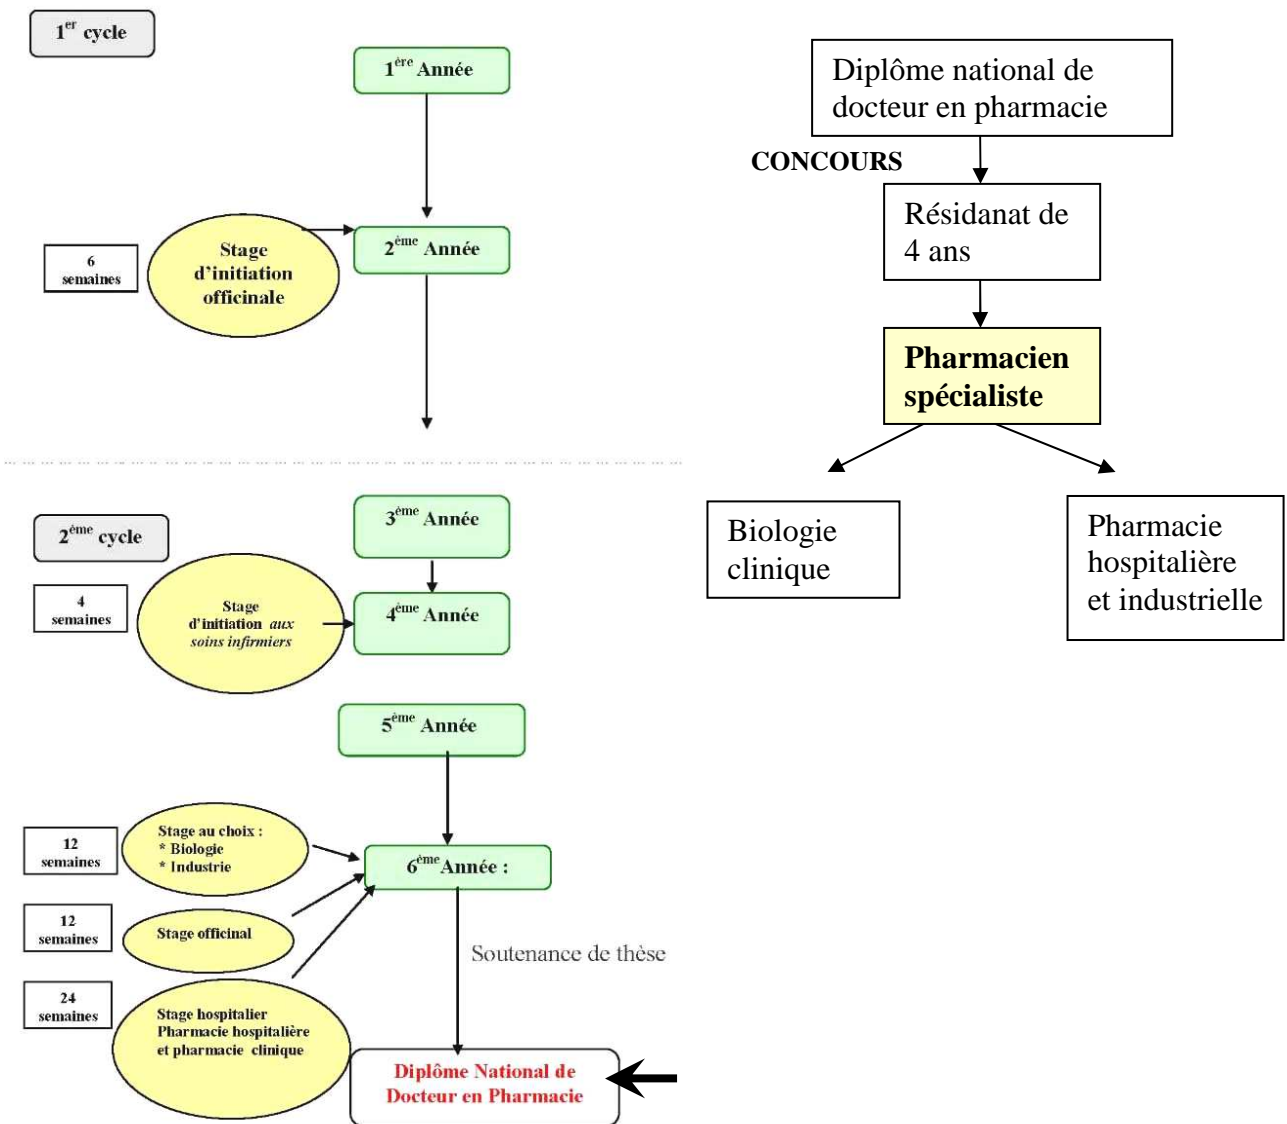 1er cycle
1ère Année
6
semaines
Stage
d'initiation
officinale
2ème Année
2ème cycle
3ème Année
4
semaines
Stage
d'initiation aux
soins infirmiers
4ème Année
5ème Année
12
semaines
Stage au choix :
* Biologie
* Industrie
6ème Année :
12
semaines
Stage officinal
Soutenance de thèse
24
semaines
Stage hospitalier
Pharmacie hospitalière
et pharmacie clinique
Diplôme National de
Docteur en Pharmacie
Diplôme national de
docteur en pharmacie
CONCOURS
Résidanat de
4 ans
Pharmacien
spécialiste
Biologie
clinique
Pharmacie
hospitalière
et industrielle